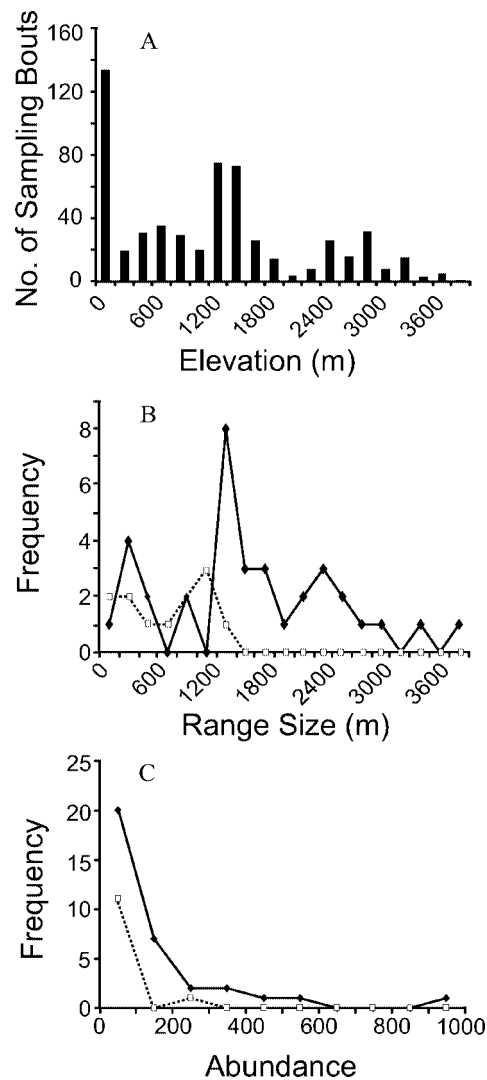 A
No. of Sampling Bouts
160
120
80
40
0
0 600 1200 1800 2400 3000 3600
Elevation (m)
B
Frequency
8
6
4
2
0
0 600 1200 1800 2400 3000 3600
Range Size (m)
C
Frequency
25
20
15
10
5
0
0 200 400 600 800 1000
Abundance